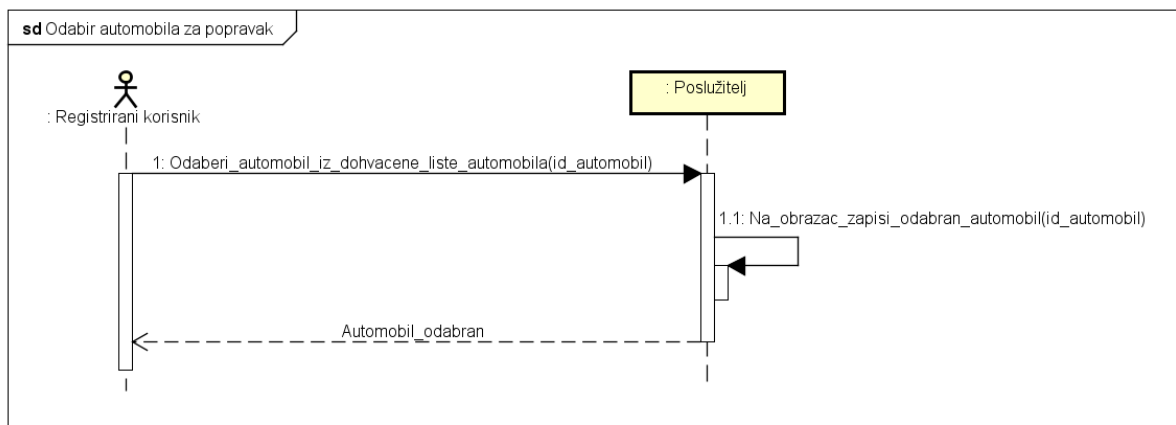 sd Odabir automobila za popravak
: Registrirani korisnik
: Poslužitelj
1: Odaberi_automobil_iz_dohvacene_liste_automobila(id_automobil)
1.1: Na_obrazac_zapisi_odabran_automobil(id_automobil)
Automobil_odabran